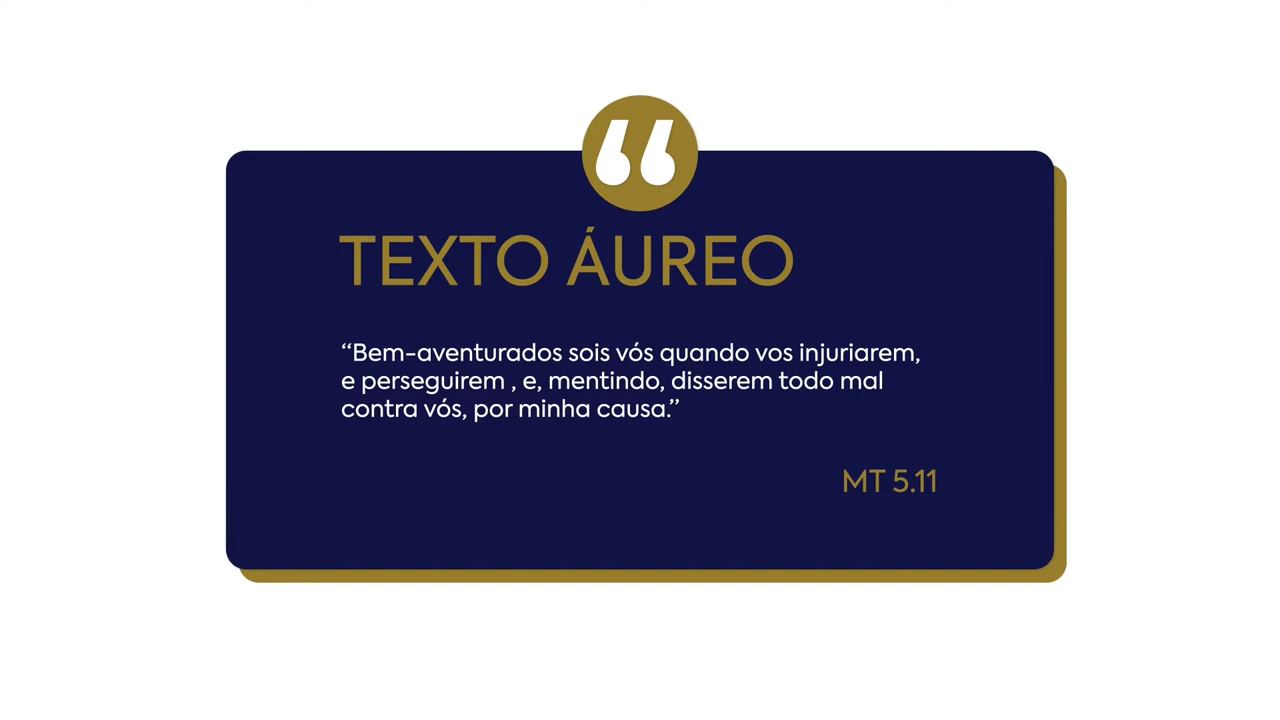 TEXTO ÁUREO
“Bem-aventurados sois vós quando vos injuriarem,
e perseguirem , e, mentindo, disserem todo mal
contra vós, por minha causa.”
MT 5.11